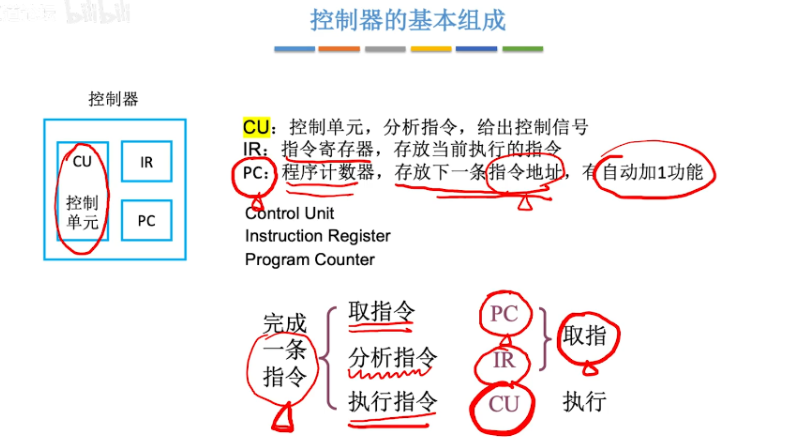 控制器的基本组成
控制器
CU
控制
单元
IR
PC
CU：控制单元，分析指令，给出控制信号
IR：指令寄存器，存放当前执行的指令
PC：程序计数器，存放下一条指令地址，有自动加1功能
Control Unit
Instruction Register
Program Counter
完成
一条
指令
取指令
分析指令
执行指令
PC
IR
CU
取指
执行